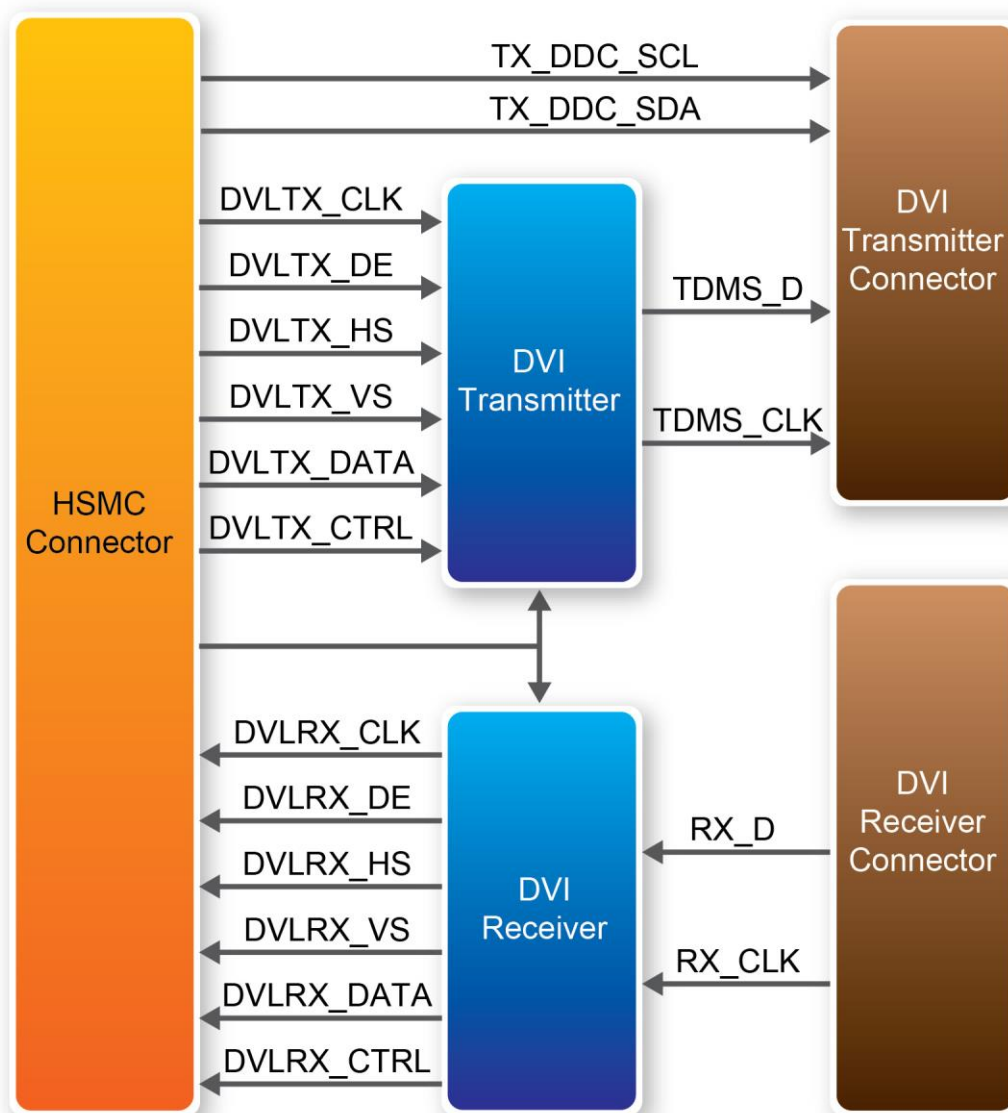 TX_DDC_SCL
TX_DDC_SDA
DVLTX_CLK
DVLTX_DE
DVLTX_HS
DVLTX_VS
DVLTX_DATA
DVLTX_CTRL
HSMC
Connector
DVI
Transmitter
TDMS_D
TDMS_CLK
DVI
Transmitter
Connector
DVLRX_CLK
DVLRX_DE
DVLRX_HS
DVLRX_VS
DVLRX_DATA
DVLRX_CTRL
DVI
Receiver
RX_D
RX_CLK
DVI
Receiver
Connector